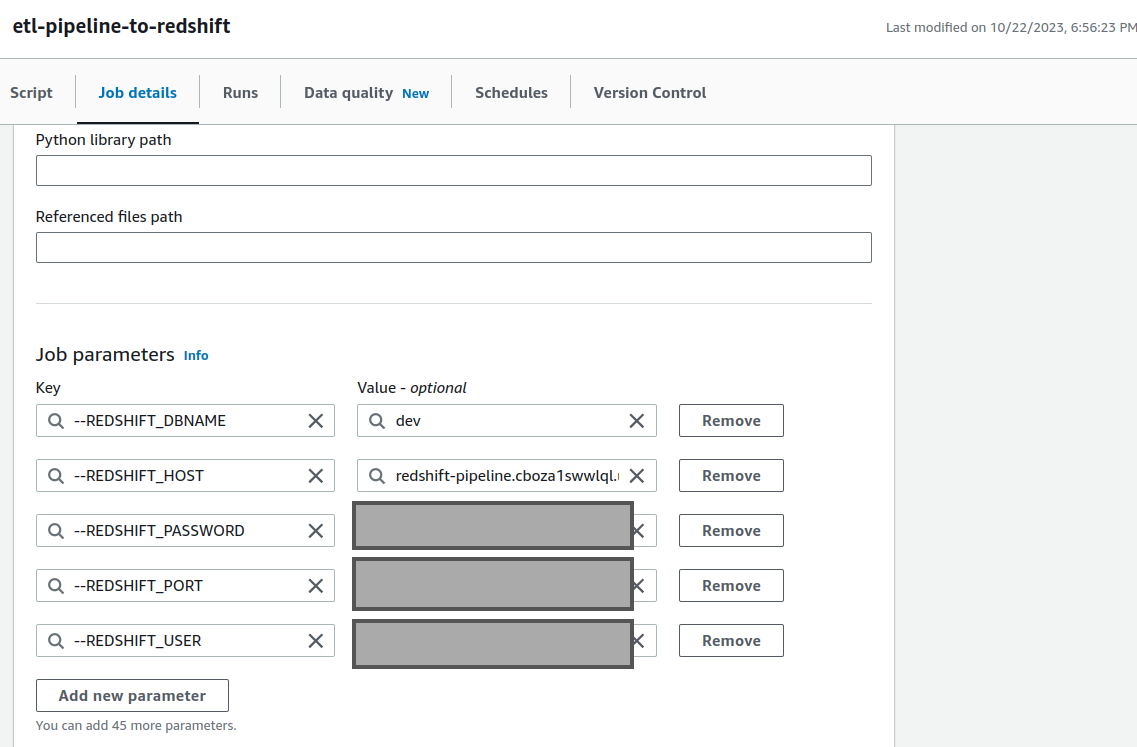 etl-pipeline-to-redshift
Last modified on 10/22/2023, 6:56:23 PM
Script Job details Runs Data quality New Schedules Version Control
Python library path
Referenced files path
Job parameters Info
Key Value - optional
--REDSHIFT_DBNAME dev Remove
--REDSHIFT_HOST redshift-pipeline.cboza1swwlql. Remove
--REDSHIFT_PASSWORD Remove
--REDSHIFT_PORT Remove
--REDSHIFT_USER Remove
Add new parameter
You can add 45 more parameters.